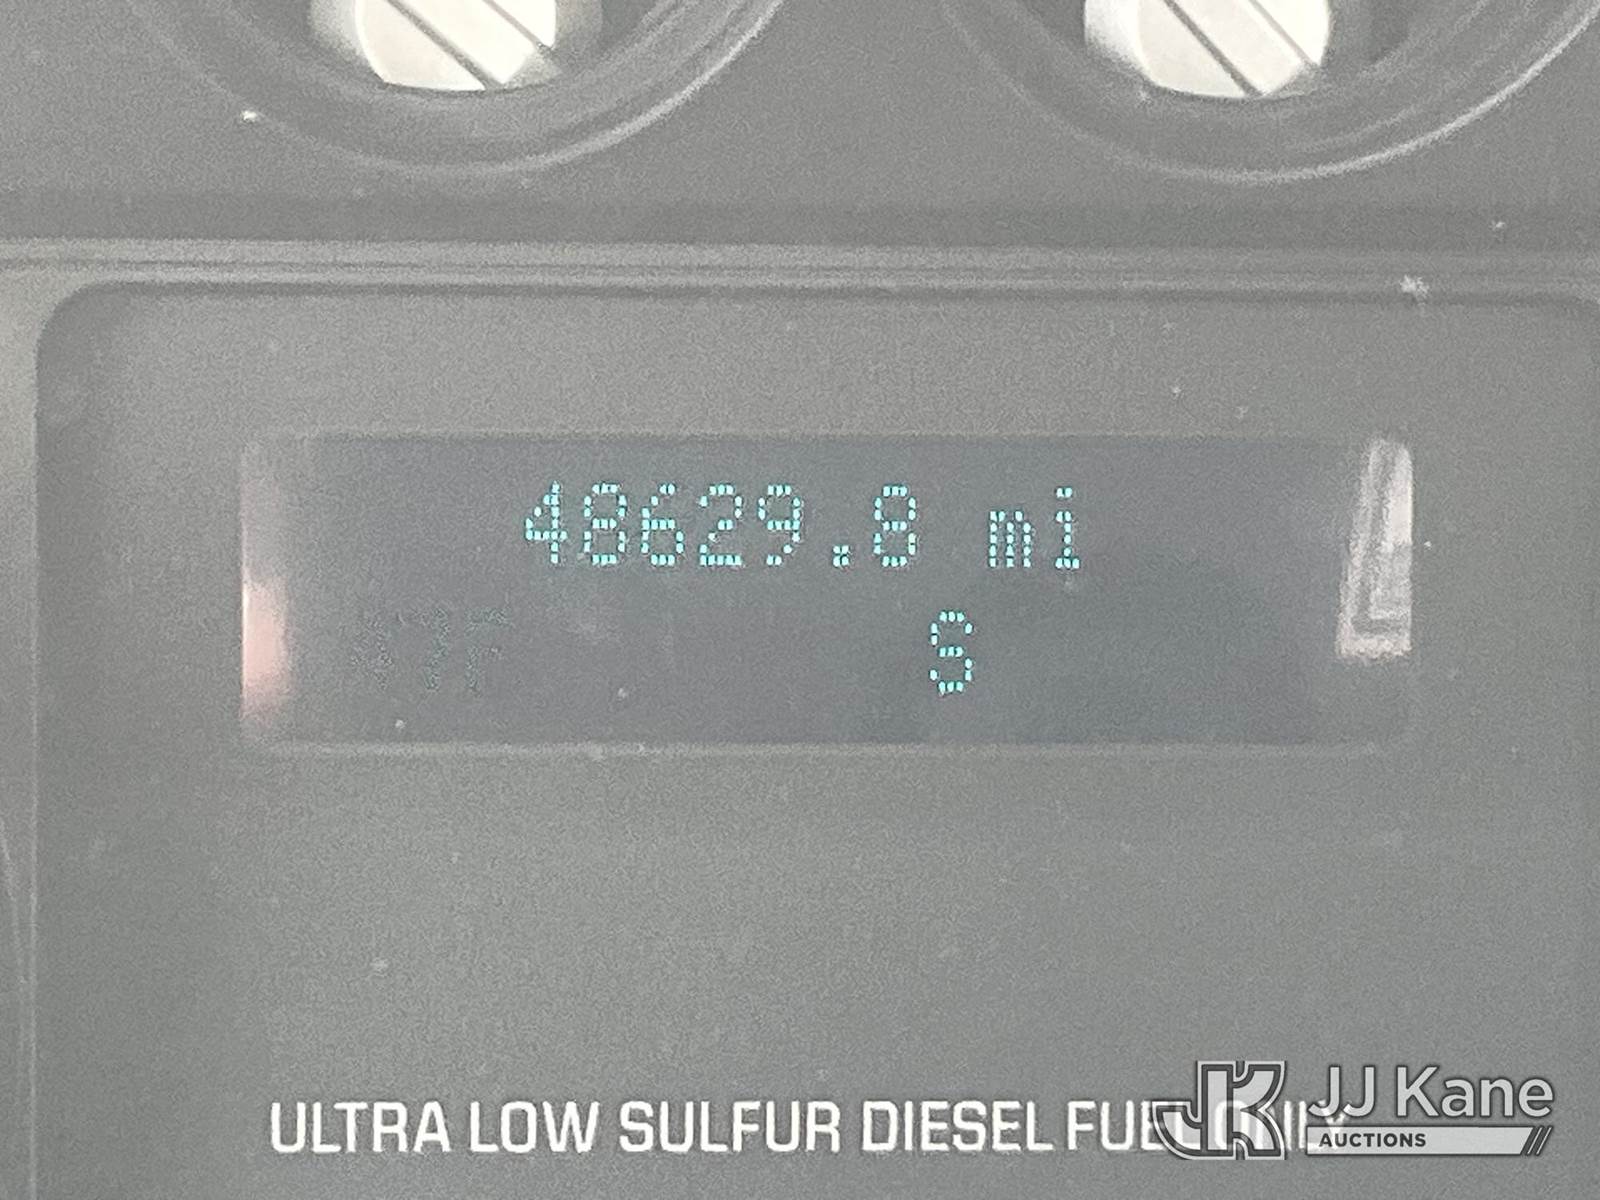 48629.8 mi
S
ULTRA LOW SULFUR DIESEL FUEL ONLY
JJ Kane
AUCTIONS